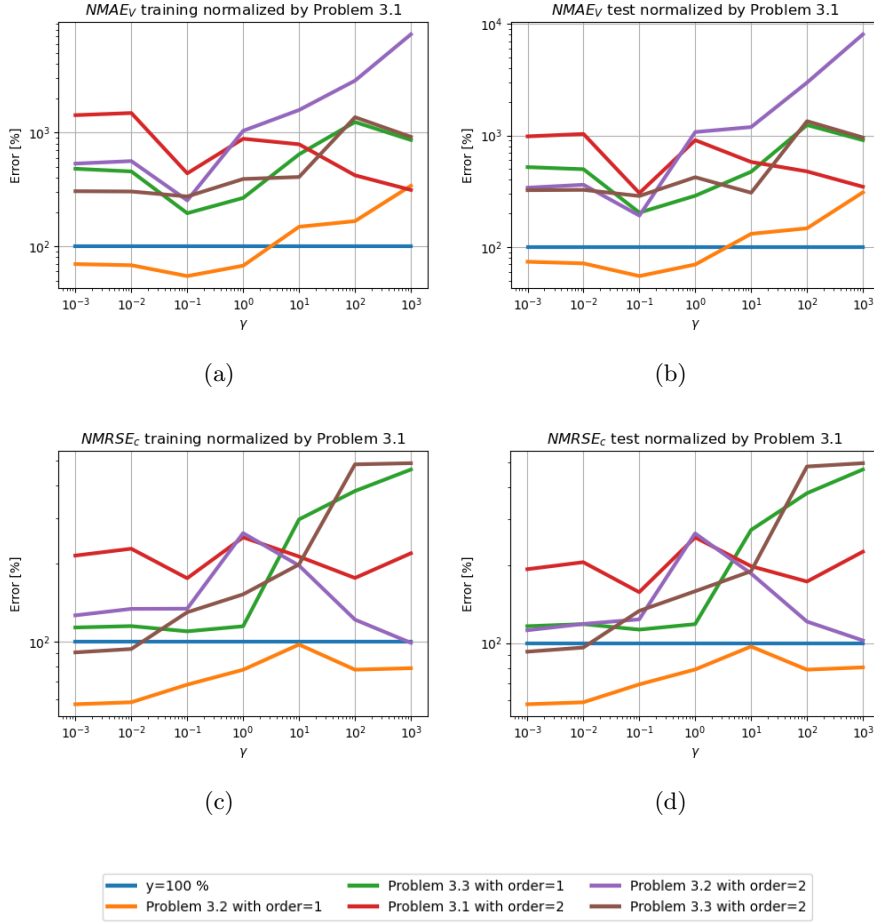 NMAE_V training normalized by Problem 3.1
Error [%]
10^3
10^2
10^-3 10^-2 10^-1 10^0 10^1 10^2 10^3
γ
(a)
NMAE_V test normalized by Problem 3.1
Error [%]
10^4
10^3
10^2
10^-3 10^-2 10^-1 10^0 10^1 10^2 10^3
γ
(b)
NMRSE_c training normalized by Problem 3.1
Error [%]
10^2
10^-3 10^-2 10^-1 10^0 10^1 10^2 10^3
γ
(c)
NMRSE_c test normalized by Problem 3.1
Error [%]
10^2
10^-3 10^-2 10^-1 10^0 10^1 10^2 10^3
γ
(d)
y=100 %
Problem 3.2 with order=1
Problem 3.3 with order=1
Problem 3.1 with order=2
Problem 3.2 with order=2
Problem 3.3 with order=2